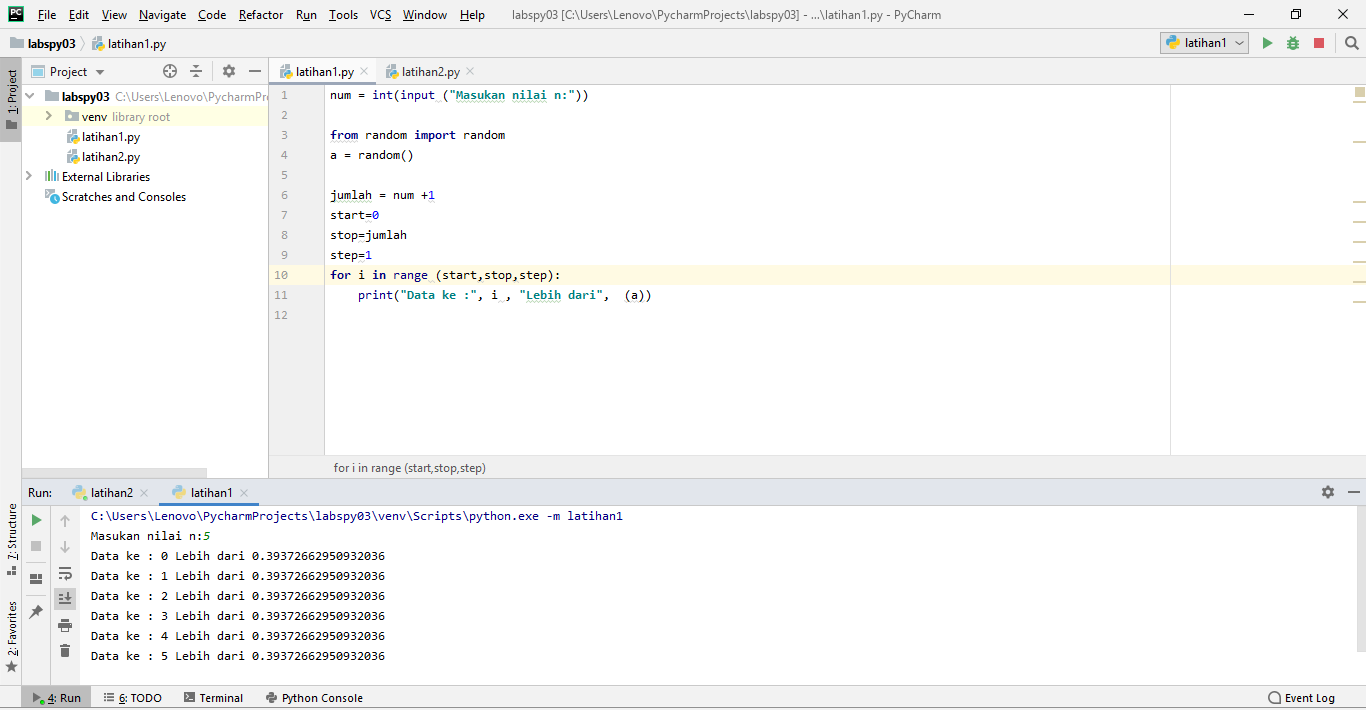 PC File Edit View Navigate Code Refactor Run Tools VCS Window Help labspy03 [C:\Users\Lenovo\PycharmProjects\labspy03] - ...\latihan1.py - PyCharm
labspy03 latihan1.py latihan1
1: Project
Project
labspy03 C:\Users\Lenovo\PycharmPr
venv library root
latihan1.py
latihan2.py
External Libraries
Scratches and Consoles
latihan1.py latihan2.py
1 num = int(input ("Masukan nilai n:"))
2
3 from random import random
4 a = random()
5
6 jumlah = num +1
7 start=0
8 stop=jumlah
9 step=1
10 for i in range (start,stop,step):
11 print("Data ke :", i , "Lebih dari", (a))
12
for i in range (start,stop,step)
Run: latihan2 latihan1
C:\Users\Lenovo\PycharmProjects\labspy03\venv\Scripts\python.exe -m latihan1
Masukan nilai n:5
Data ke : 0 Lebih dari 0.39372662950932036
Data ke : 1 Lebih dari 0.39372662950932036
Data ke : 2 Lebih dari 0.39372662950932036
Data ke : 3 Lebih dari 0.39372662950932036
Data ke : 4 Lebih dari 0.39372662950932036
Data ke : 5 Lebih dari 0.39372662950932036
7: Structure
2: Favorites
4: Run 6: TODO Terminal Python Console Event Log